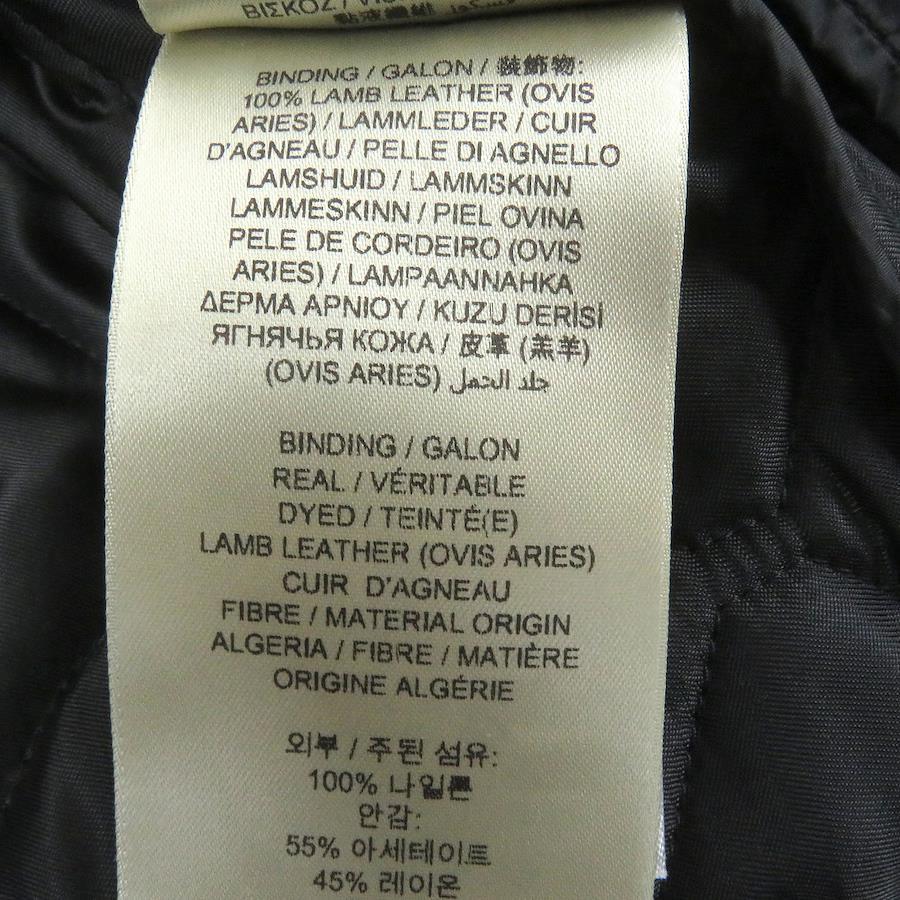 ΒΙΣΚΟΖ /
BINDING / GALON / 裝飾物:
100% LAMB LEATHER (OVIS
ARIES) / LAMMLEDER / CUIR
D'AGNEAU / PELLE DI AGNELLO
LAMSHUID / LAMMSKINN
LAMMESKINN / PIEL OVINA
PELE DE CORDEIRO (OVIS
ARIES) / LAMPAANNAHKA
ΔΕΡΜΑ ΑΡΝΙΟΥ / KUZU DERİSİ
ЯГНЯЧЬЯ КОЖА / 皮革 (羔羊)
(OVIS ARIES) جلد الحمل
BINDING / GALON
REAL / VÉRITABLE
DYED / TEINTÉ(E)
LAMB LEATHER (OVIS ARIES)
CUIR D'AGNEAU
FIBRE / MATERIAL ORIGIN
ALGERIA / FIBRE / MATIÈRE
ORIGINE ALGÉRIE
외부 / 주된 섬유:
100% 나일론
안감:
55% 아세테이트
45% 레이온